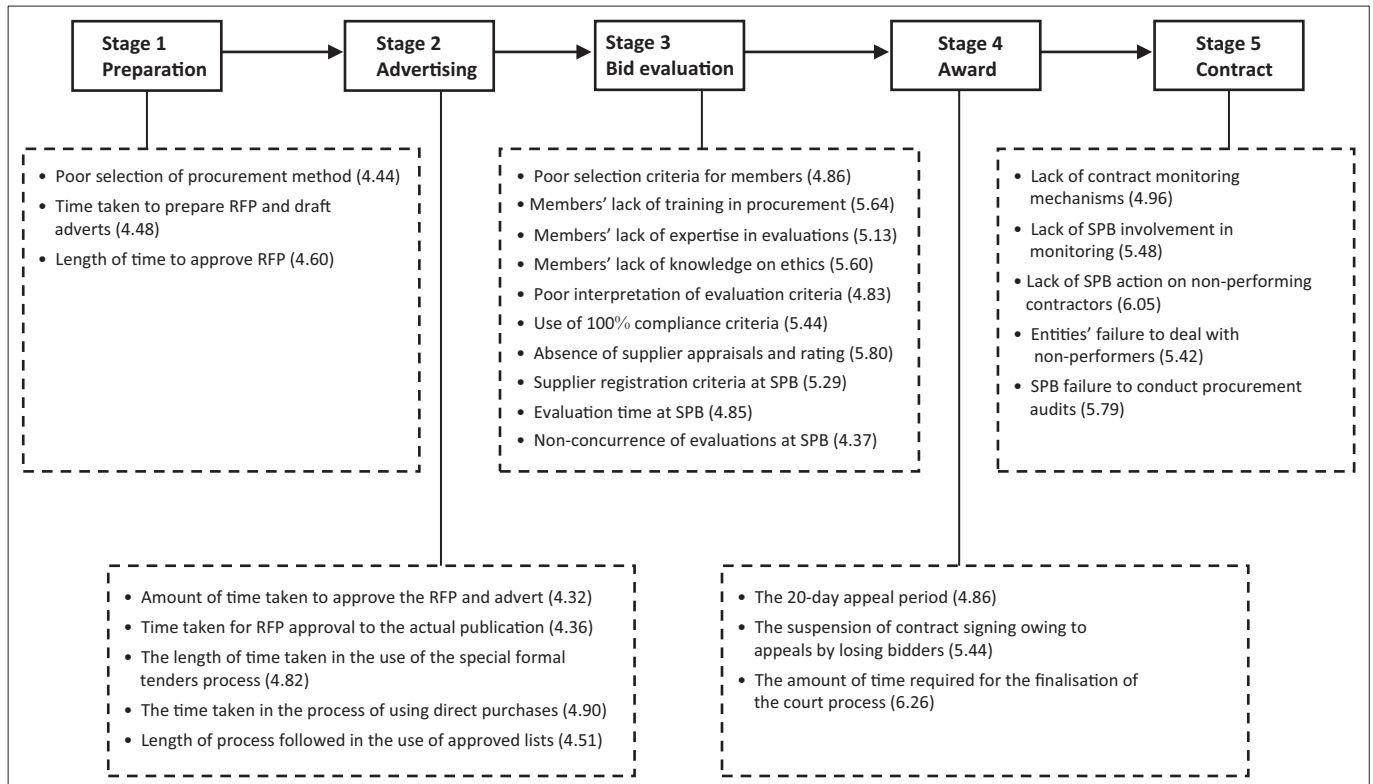 Stage 1
Preparation
Stage 2
Advertising
Stage 3
Bid evaluation
Stage 4
Award
Stage 5
Contract
• Poor selection of procurement method (4.44)
• Time taken to prepare RFP and draft
adverts (4.48)
• Length of time to approve RFP (4.60)
• Poor selection criteria for members (4.86)
• Members’ lack of training in procurement (5.64)
• Members’ lack of expertise in evaluations (5.13)
• Members’ lack of knowledge on ethics (5.60)
• Poor interpretation of evaluation criteria (4.83)
• Use of 100% compliance criteria (5.44)
• Absence of supplier appraisals and rating (5.80)
• Supplier registration criteria at SPB (5.29)
• Evaluation time at SPB (4.85)
• Non-concurrence of evaluations at SPB (4.37)
• Lack of contract monitoring
mechanisms (4.96)
• Lack of SPB involvement in
monitoring (5.48)
• Lack of SPB action on non-performing
contractors (6.05)
• Entities’ failure to deal with
non-performers (5.42)
• SPB failure to conduct procurement
audits (5.79)
• Amount of time taken to approve the RFP and advert (4.32)
• Time taken for RFP approval to the actual publication (4.36)
• The length of time taken in the use of the special formal
tenders process (4.82)
• The time taken in the process of using direct purchases (4.90)
• Length of process followed in the use of approved lists (4.51)
• The 20-day appeal period (4.86)
• The suspension of contract signing owing to
appeals by losing bidders (5.44)
• The amount of time required for the finalisation of
the court process (6.26)